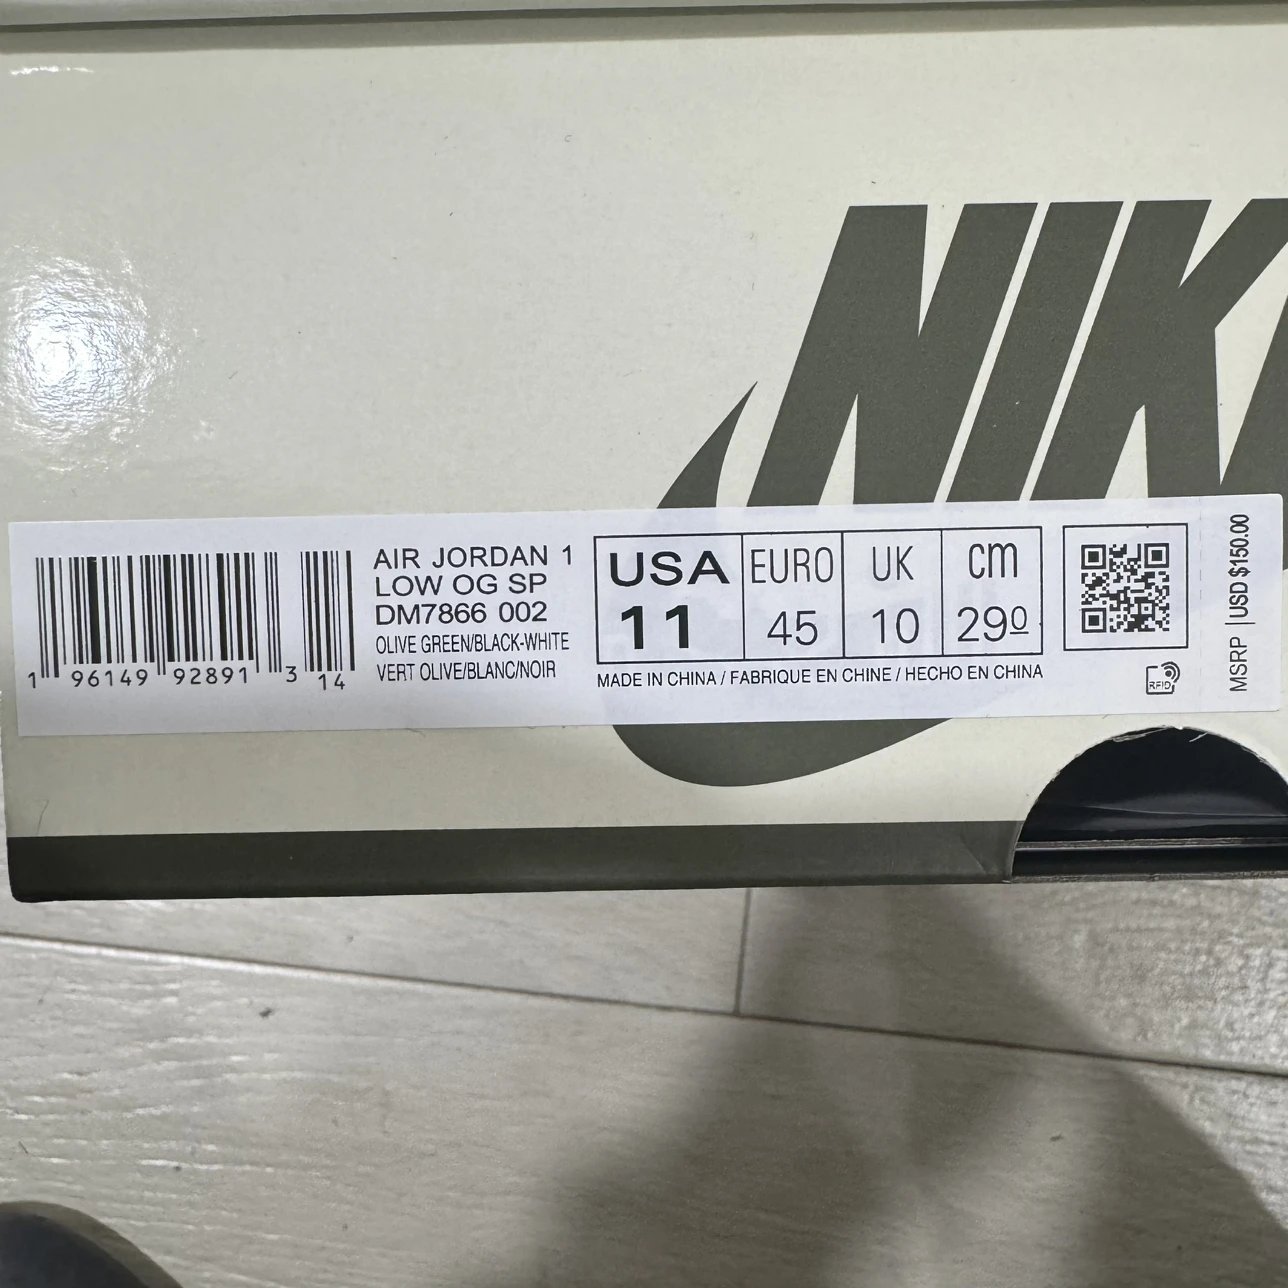 NIK
1 96149 92891 3 14
AIR JORDAN 1
LOW OG SP
DM7866 002
OLIVE GREEN/BLACK-WHITE
VERT OLIVE/BLANC/NOIR
USA EURO UK CM
11 45 10 29º
MADE IN CHINA / FABRIQUE EN CHINE / HECHO EN CHINA
RFID
MSRP USD $150.00